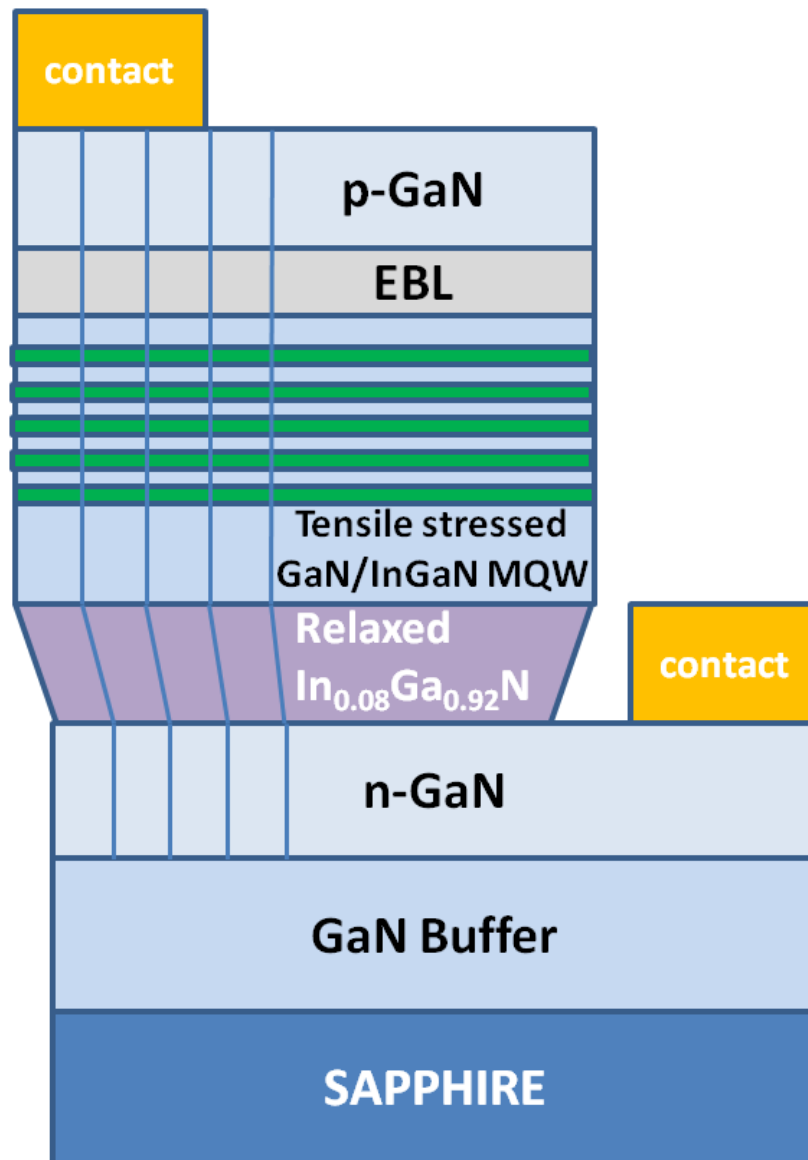 contact
p-GaN
EBL
Tensile stressed
GaN/InGaN MQW
Relaxed
In₀.₀₈Ga₀.₉₂N
contact
n-GaN
GaN Buffer
SAPPHIRE